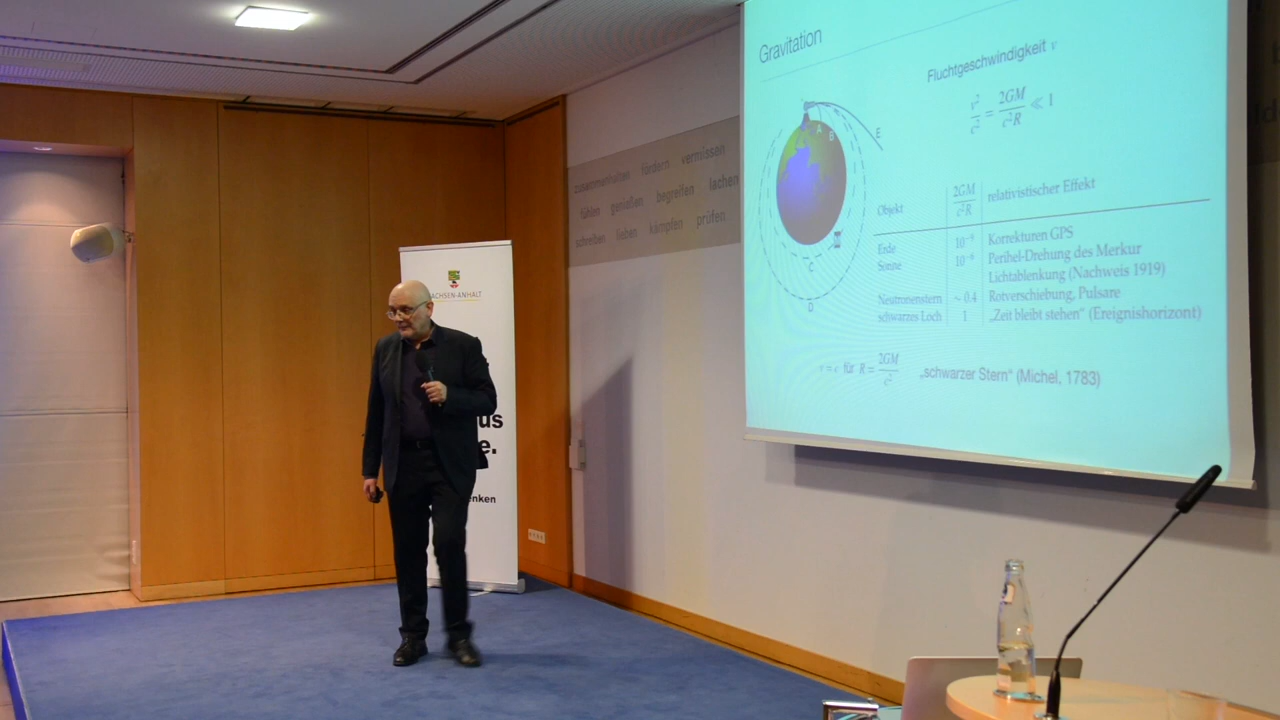 Gravitation
Fluchtgeschwindigkeit v
v²/c² = 2GM/c²R ≪ 1
A B E
C
D
Objekt 2GM/c²R relativistischer Effekt
Erde 10⁻⁹ Korrekturen GPS
Sonne 10⁻⁶ Perihel-Drehung des Merkur
Lichtablenkung (Nachweis 1919)
Neutronenstern ~ 0.4 Rotverschiebung, Pulsare
schwarzes Loch 1 „Zeit bleibt stehen“ (Ereignishorizont)
v = c für R = 2GM/c² „schwarzer Stern“ (Michel, 1783)
zusammenhalten fördern vermissen
fühlen genießen begreifen lachen
schreiben lieben kämpfen prüfen
ACHSEN-ANHALT
us
e.
enken